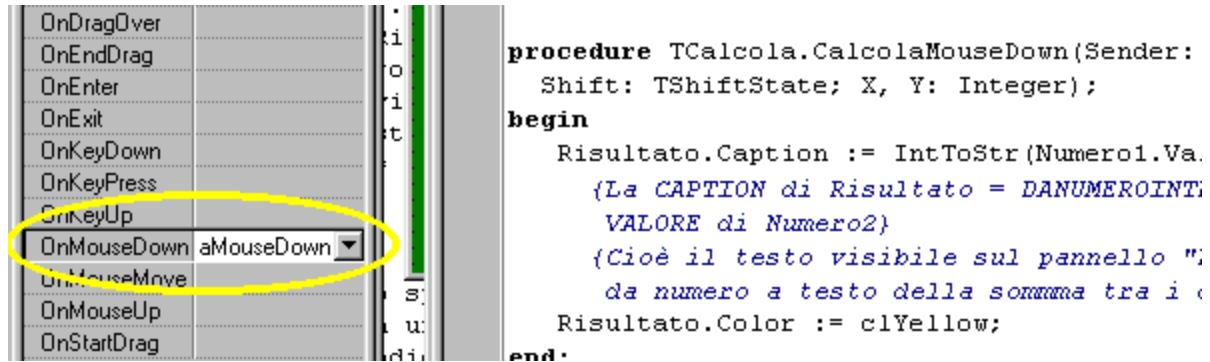 OnDragOver
OnEndDrag
OnEnter
OnExit
OnKeyDown
OnKeyPress
OnKeyUp
OnMouseDown aMouseDown
OnMouseMove
OnMouseUp
OnStartDrag
procedure TCalcola.CalcolaMouseDown(Sender:
Shift: TShiftState; X, Y: Integer);
begin
Risultato.Caption := IntToStr(Numero1.Va
{La CAPTION di Risultato = DANUMEROINT
VALORE di Numero2}
{Cioè il testo visibile sul pannello "
da numero a testo della sommma tra i
Risultato.Color := clYellow;
end;